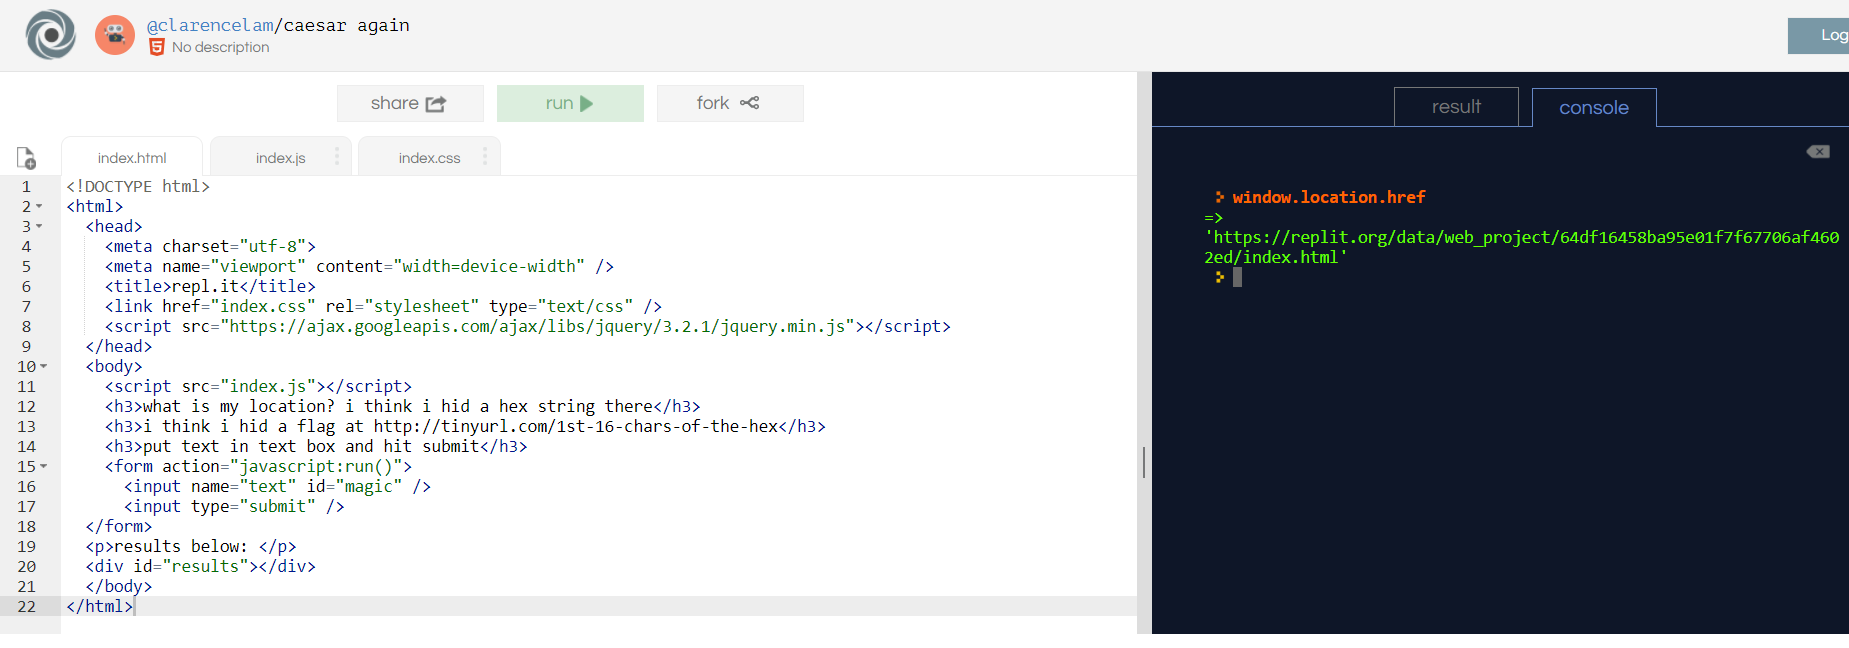 @clarencelam/caesar again
No description
Log
share
run
fork
result
console
index.html
index.js
index.css
1 <!DOCTYPE html>
2 <html>
3 <head>
4 <meta charset="utf-8">
5 <meta name="viewport" content="width=device-width" />
6 <title>repl.it</title>
7 <link href="index.css" rel="stylesheet" type="text/css" />
8 <script src="https://ajax.googleapis.com/ajax/libs/jquery/3.2.1/jquery.min.js"></script>
9 </head>
10 <body>
11 <script src="index.js"></script>
12 <h3>what is my location? i think i hid a hex string there</h3>
13 <h3>i think i hid a flag at http://tinyurl.com/1st-16-chars-of-the-hex</h3>
14 <h3>put text in text box and hit submit</h3>
15 <form action="javascript:run()">
16 <input name="text" id="magic" />
17 <input type="submit" />
18 </form>
19 <p>results below: </p>
20 <div id="results"></div>
21 </body>
22 </html>
window.location.href
=>
'https://replit.org/data/web_project/64df16458ba95e01f7f67706af460
2ed/index.html'